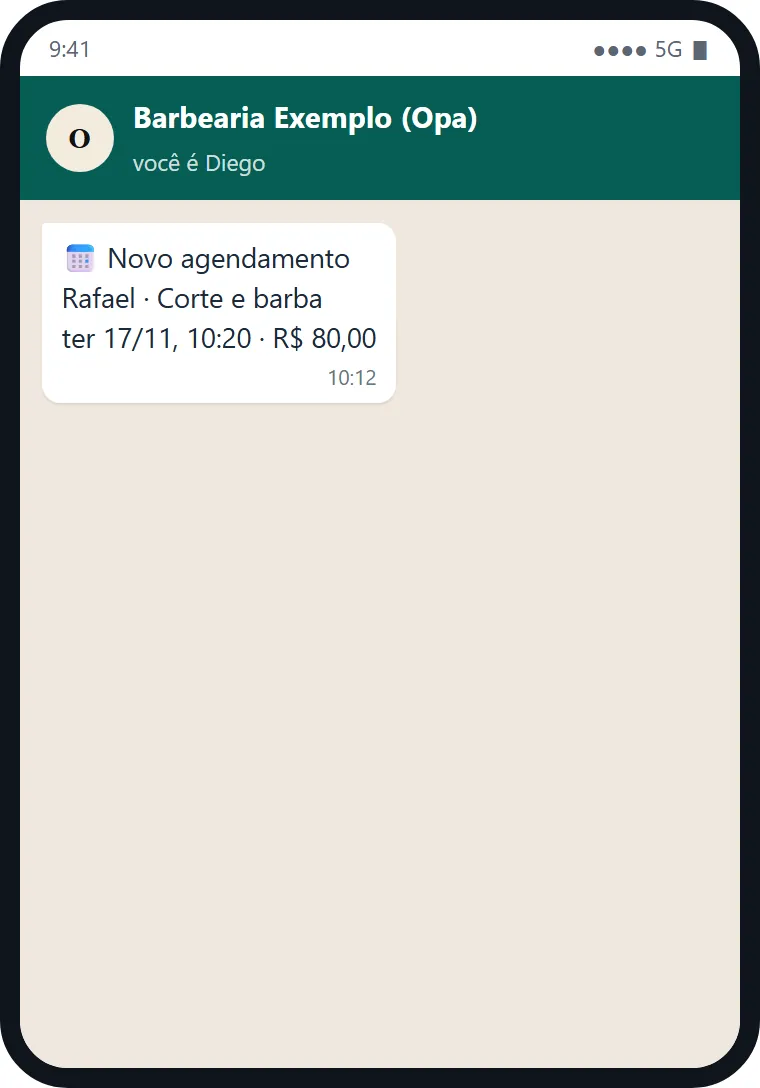 9:41
5G
O
Barbearia Exemplo (Opa)
você é Diego
📅 Novo agendamento
Rafael · Corte e barba
ter 17/11, 10:20 · R$ 80,00
10:12